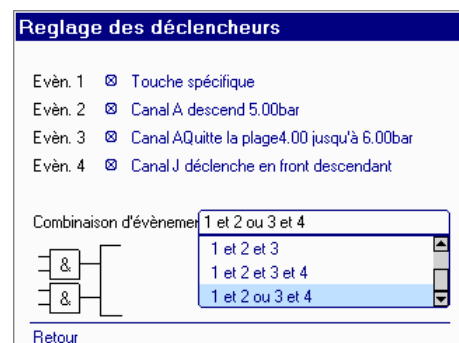 Reglage des déclencheurs
Evèn. 1 Touche spécifique
Evèn. 2 Canal A descend 5.00bar
Evèn. 3 Canal AQuitte la plage4.00 jusqu'à 6.00bar
Evèn. 4 Canal J déclenche en front descendant
Combinaison d'évènemer 1 et 2 ou 3 et 4
1 et 2 et 3
& 1 et 2 et 3 et 4
& 1 et 2 ou 3 et 4
Retour